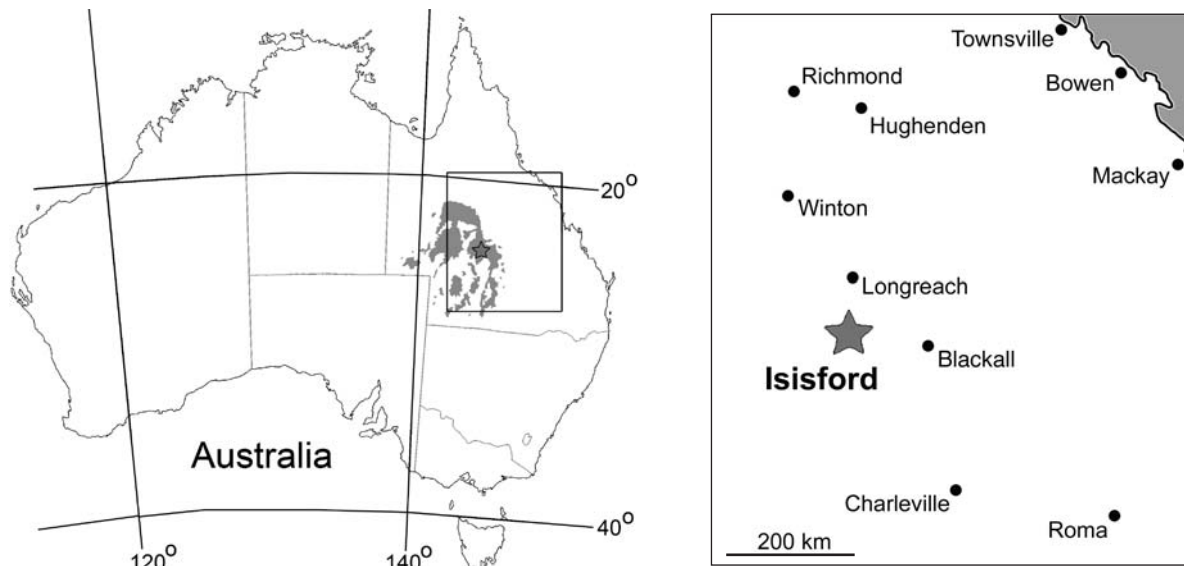 20°
40°
120°
140°
Australia
Townsville
Bowen
Richmond
Hughenden
Mackay
Winton
Longreach
Isisford
Blackall
Charleville
Roma
200 km